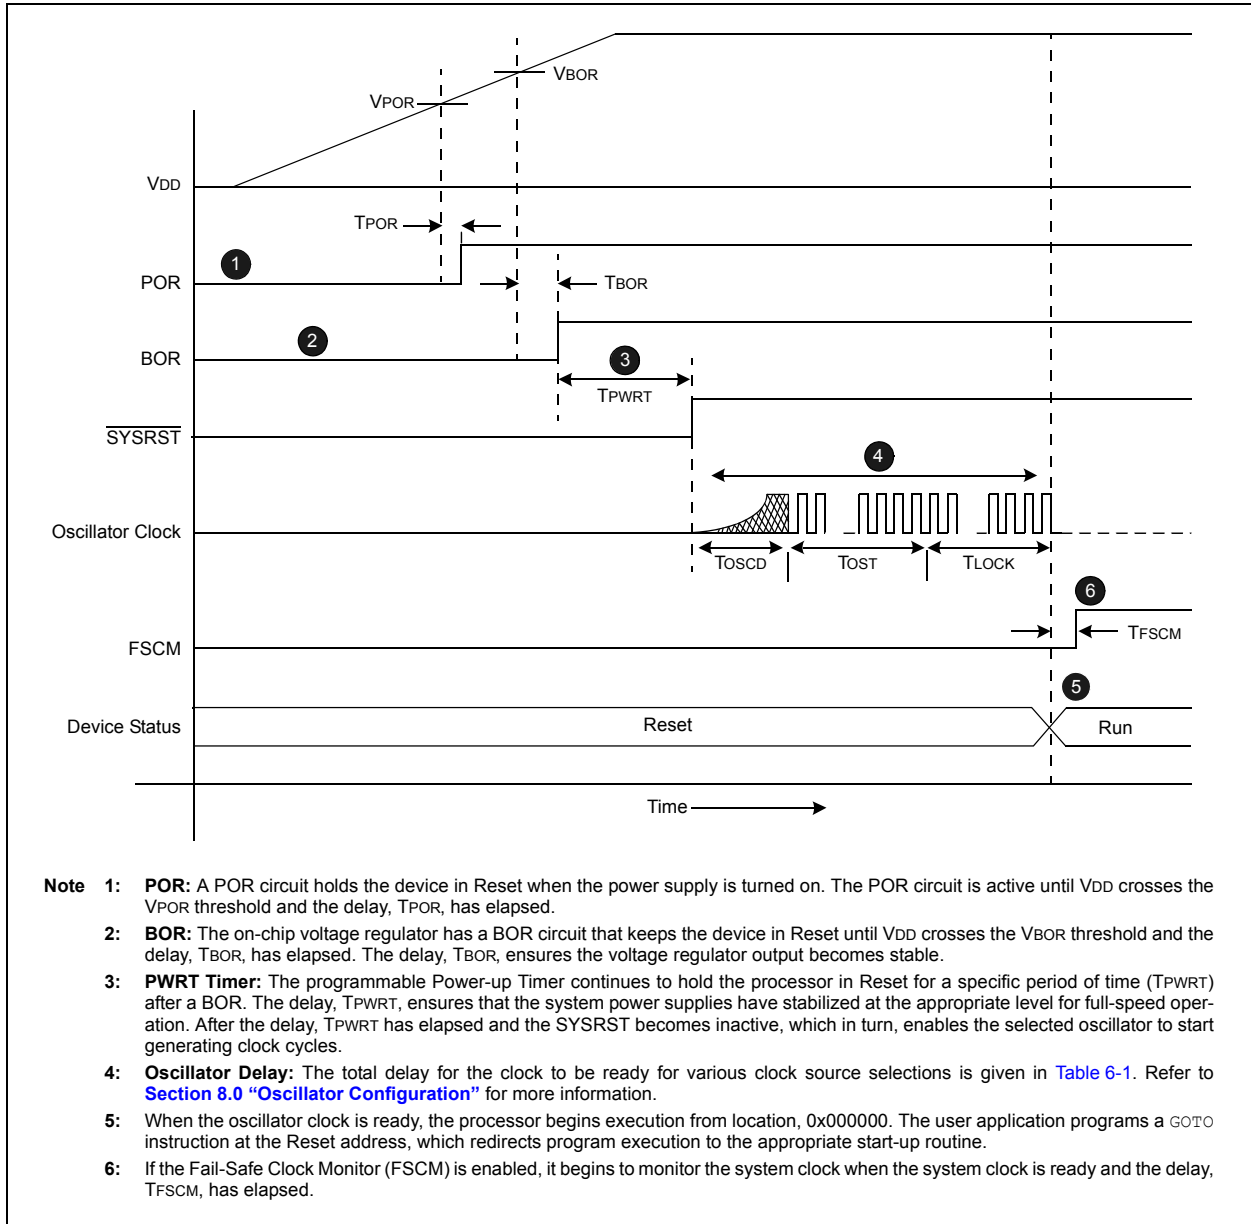 VBOR
VPOR
VDD
TPOR
1
POR
TBOR
2
BOR
3
TPWRT
SYSRST
4
Oscillator Clock
TOSCD TOST TLOCK
6
TFSCM
FSCM
5
Device Status Reset Run
Time
Note 1: POR: A POR circuit holds the device in Reset when the power supply is turned on. The POR circuit is active until VDD crosses the
VPOR threshold and the delay, TPOR, has elapsed.
2: BOR: The on-chip voltage regulator has a BOR circuit that keeps the device in Reset until VDD crosses the VBOR threshold and the
delay, TBOR, has elapsed. The delay, TBOR, ensures the voltage regulator output becomes stable.
3: PWRT Timer: The programmable Power-up Timer continues to hold the processor in Reset for a specific period of time (TPWRT)
after a BOR. The delay, TPWRT, ensures that the system power supplies have stabilized at the appropriate level for full-speed oper-
ation. After the delay, TPWRT has elapsed and the SYSRST becomes inactive, which in turn, enables the selected oscillator to start
generating clock cycles.
4: Oscillator Delay: The total delay for the clock to be ready for various clock source selections is given in Table 6-1. Refer to
Section 8.0 “Oscillator Configuration” for more information.
5: When the oscillator clock is ready, the processor begins execution from location, 0x000000. The user application programs a GOTO
instruction at the Reset address, which redirects program execution to the appropriate start-up routine.
6: If the Fail-Safe Clock Monitor (FSCM) is enabled, it begins to monitor the system clock when the system clock is ready and the delay,
TFSCM, has elapsed.